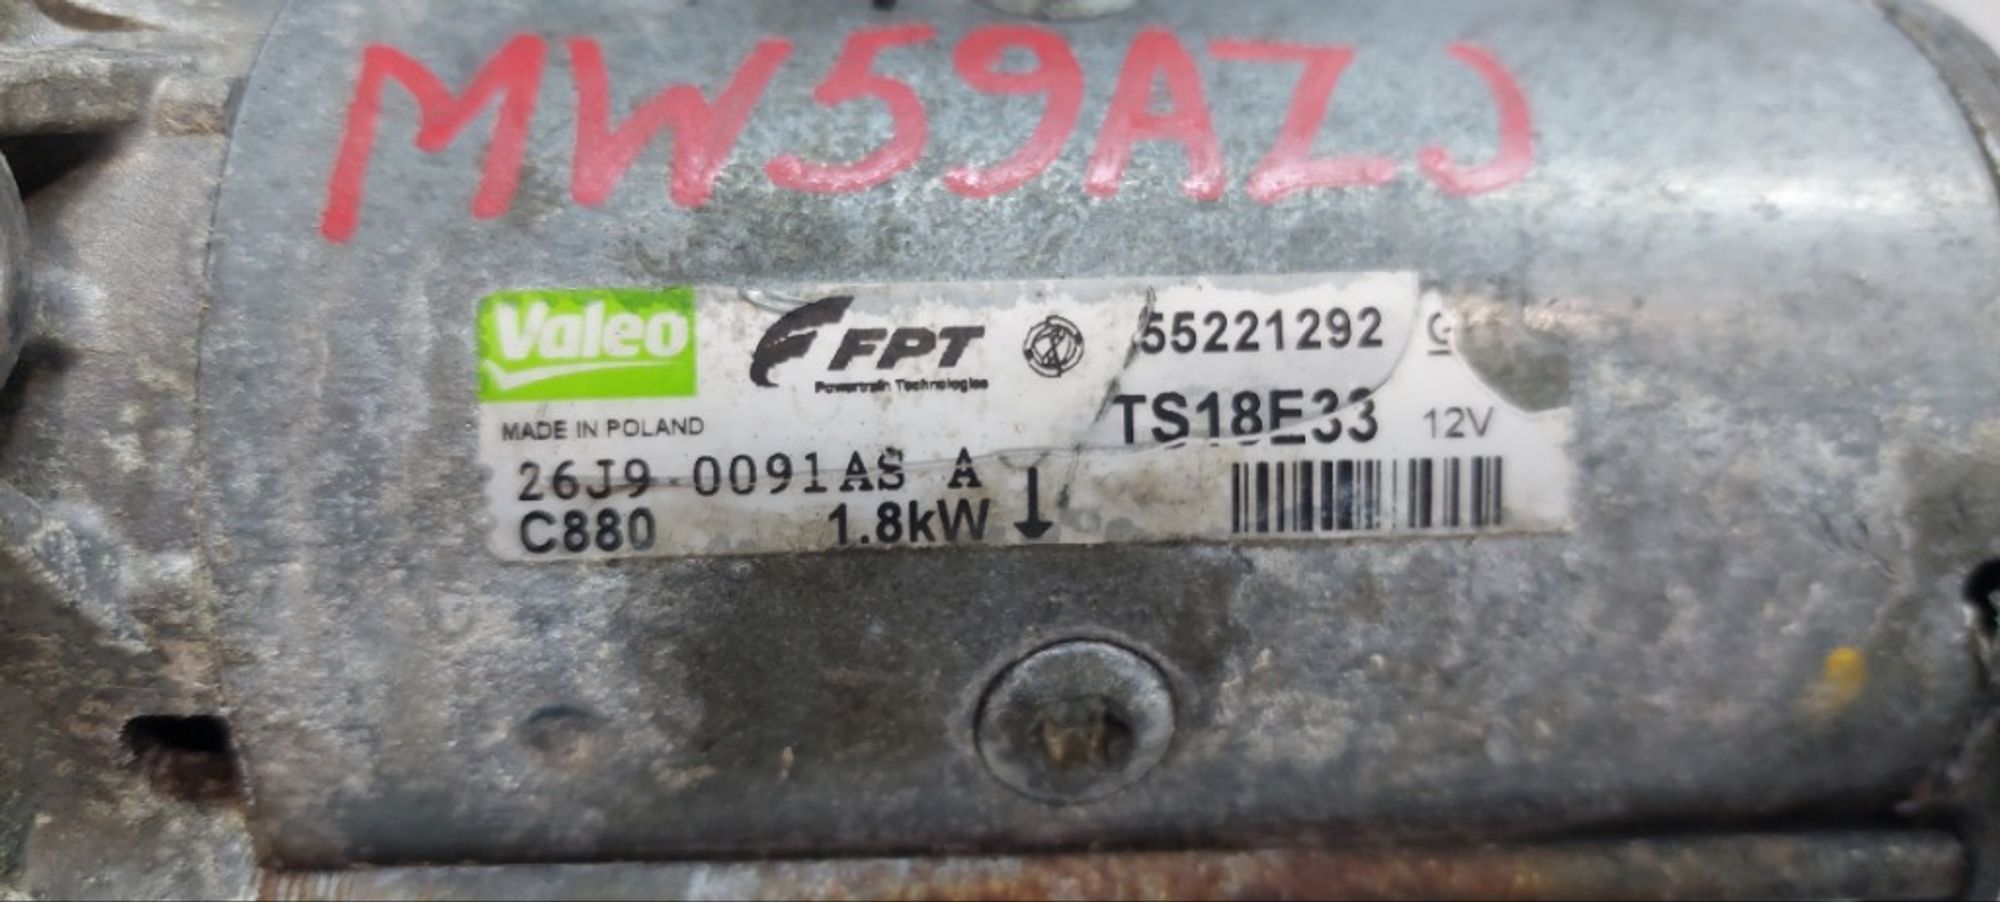 MW59AZJ
Valeo
FPT
Powertrain Technologies
55221292 G
MADE IN POLAND
TS18E33 12V
26J9-0091AS A
C880 1.8kW